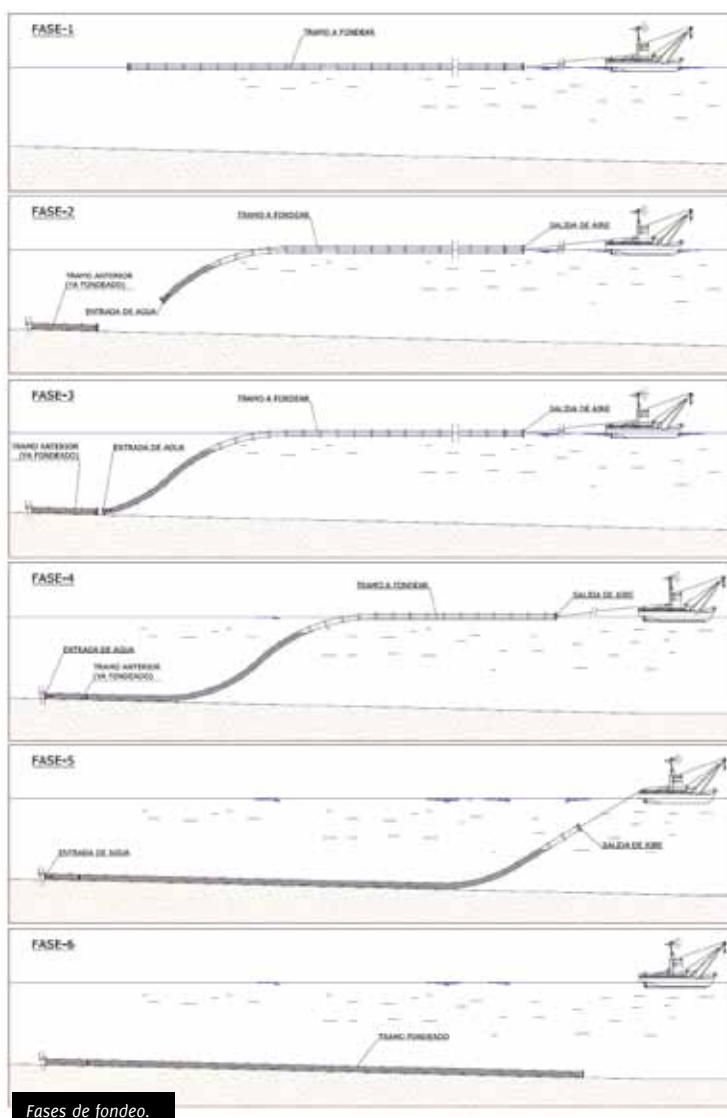 FASE-1
TRAMO A FONDEAR
FASE-2
TRAMO A FONDEAR
SALIDA DE AIRE
TRAMO ANTERIOR
(YA FONDEADO)
ENTRADA DE AGUA
FASE-3
TRAMO A FONDEAR
SALIDA DE AIRE
TRAMO ANTERIOR
(YA FONDEADO)
ENTRADA DE AGUA
FASE-4
TRAMO A FONDEAR
SALIDA DE AIRE
ENTRADA DE AGUA
TRAMO ANTERIOR
(YA FONDEADO)
FASE-5
ENTRADA DE AGUA
SALIDA DE AIRE
FASE-6
TRAMO FONDEADO
Fases de fondeo.